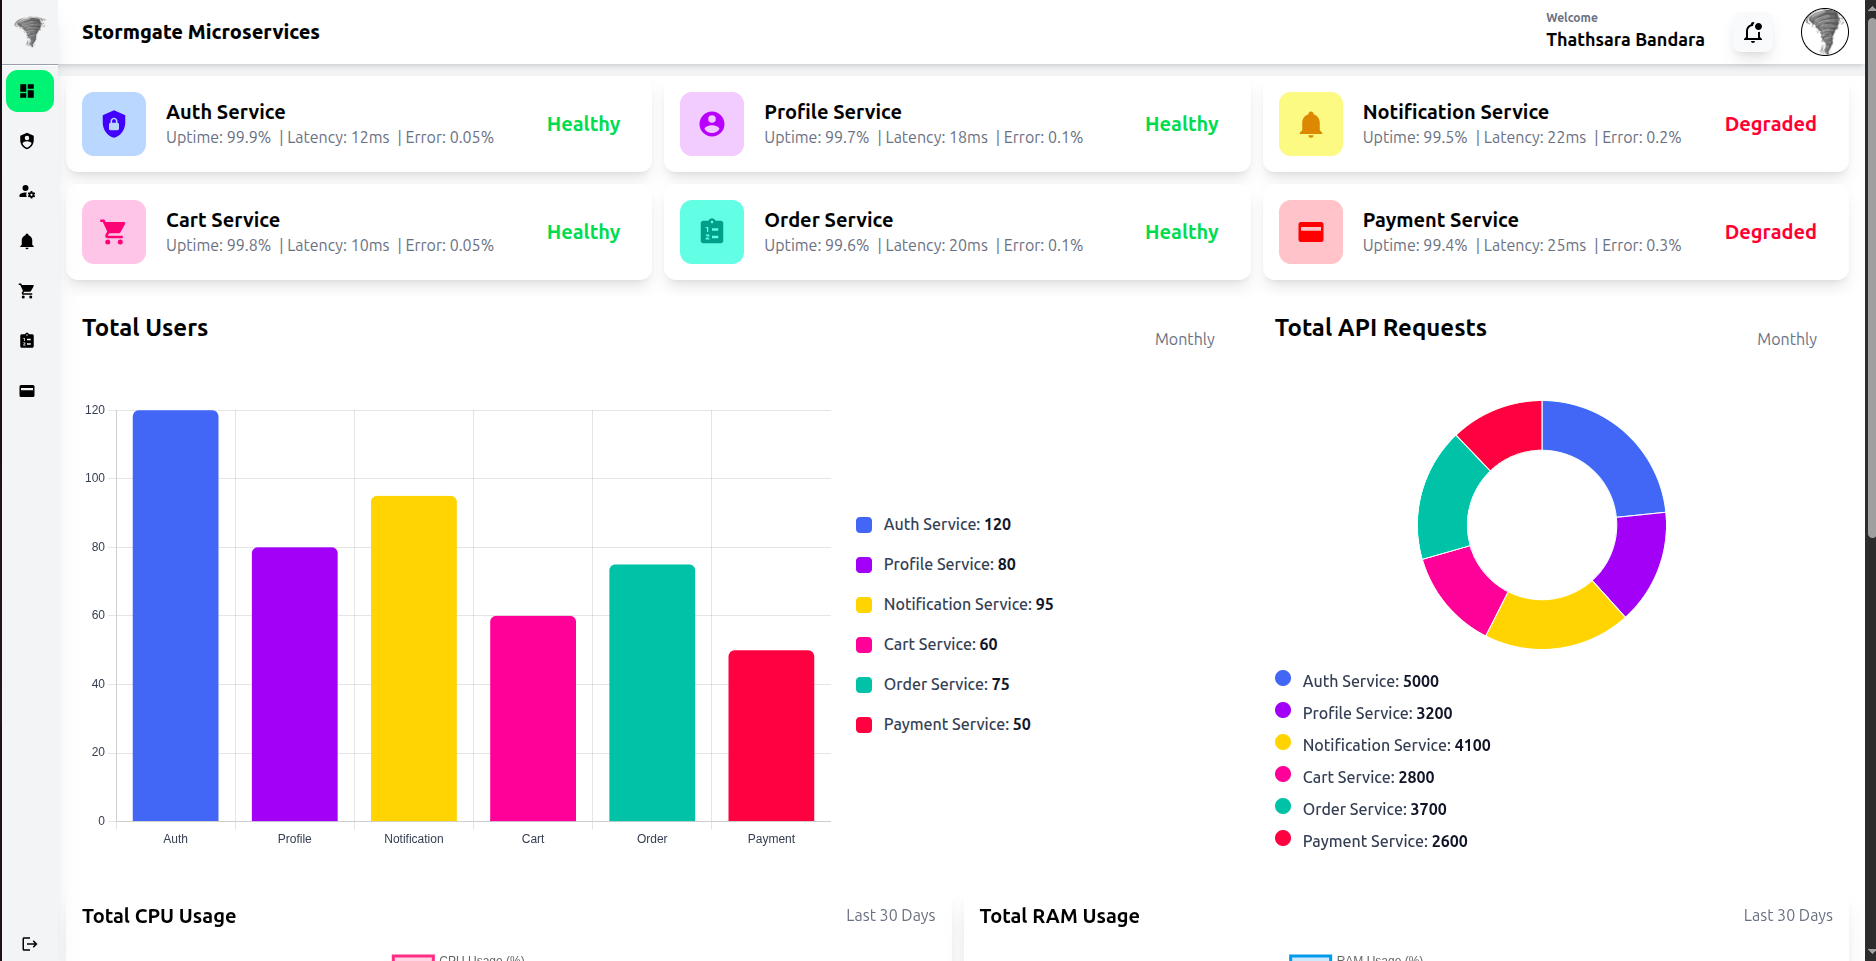 Stormgate Microservices
Welcome
Thathsara Bandara
Auth Service
Uptime: 99.9% | Latency: 12ms | Error: 0.05%
Healthy
Profile Service
Uptime: 99.7% | Latency: 18ms | Error: 0.1%
Healthy
Notification Service
Uptime: 99.5% | Latency: 22ms | Error: 0.2%
Degraded
Cart Service
Uptime: 99.8% | Latency: 10ms | Error: 0.05%
Healthy
Order Service
Uptime: 99.6% | Latency: 20ms | Error: 0.1%
Healthy
Payment Service
Uptime: 99.4% | Latency: 25ms | Error: 0.3%
Degraded
Total Users
Monthly
120
100
80
60
40
20
0
Auth
Profile
Notification
Cart
Order
Payment
Auth Service: 120
Profile Service: 80
Notification Service: 95
Cart Service: 60
Order Service: 75
Payment Service: 50
Total API Requests
Monthly
Auth Service: 5000
Profile Service: 3200
Notification Service: 4100
Cart Service: 2800
Order Service: 3700
Payment Service: 2600
Total CPU Usage
Last 30 Days
CPU Usage (%)
Total RAM Usage
Last 30 Days
RAM Usage (%)